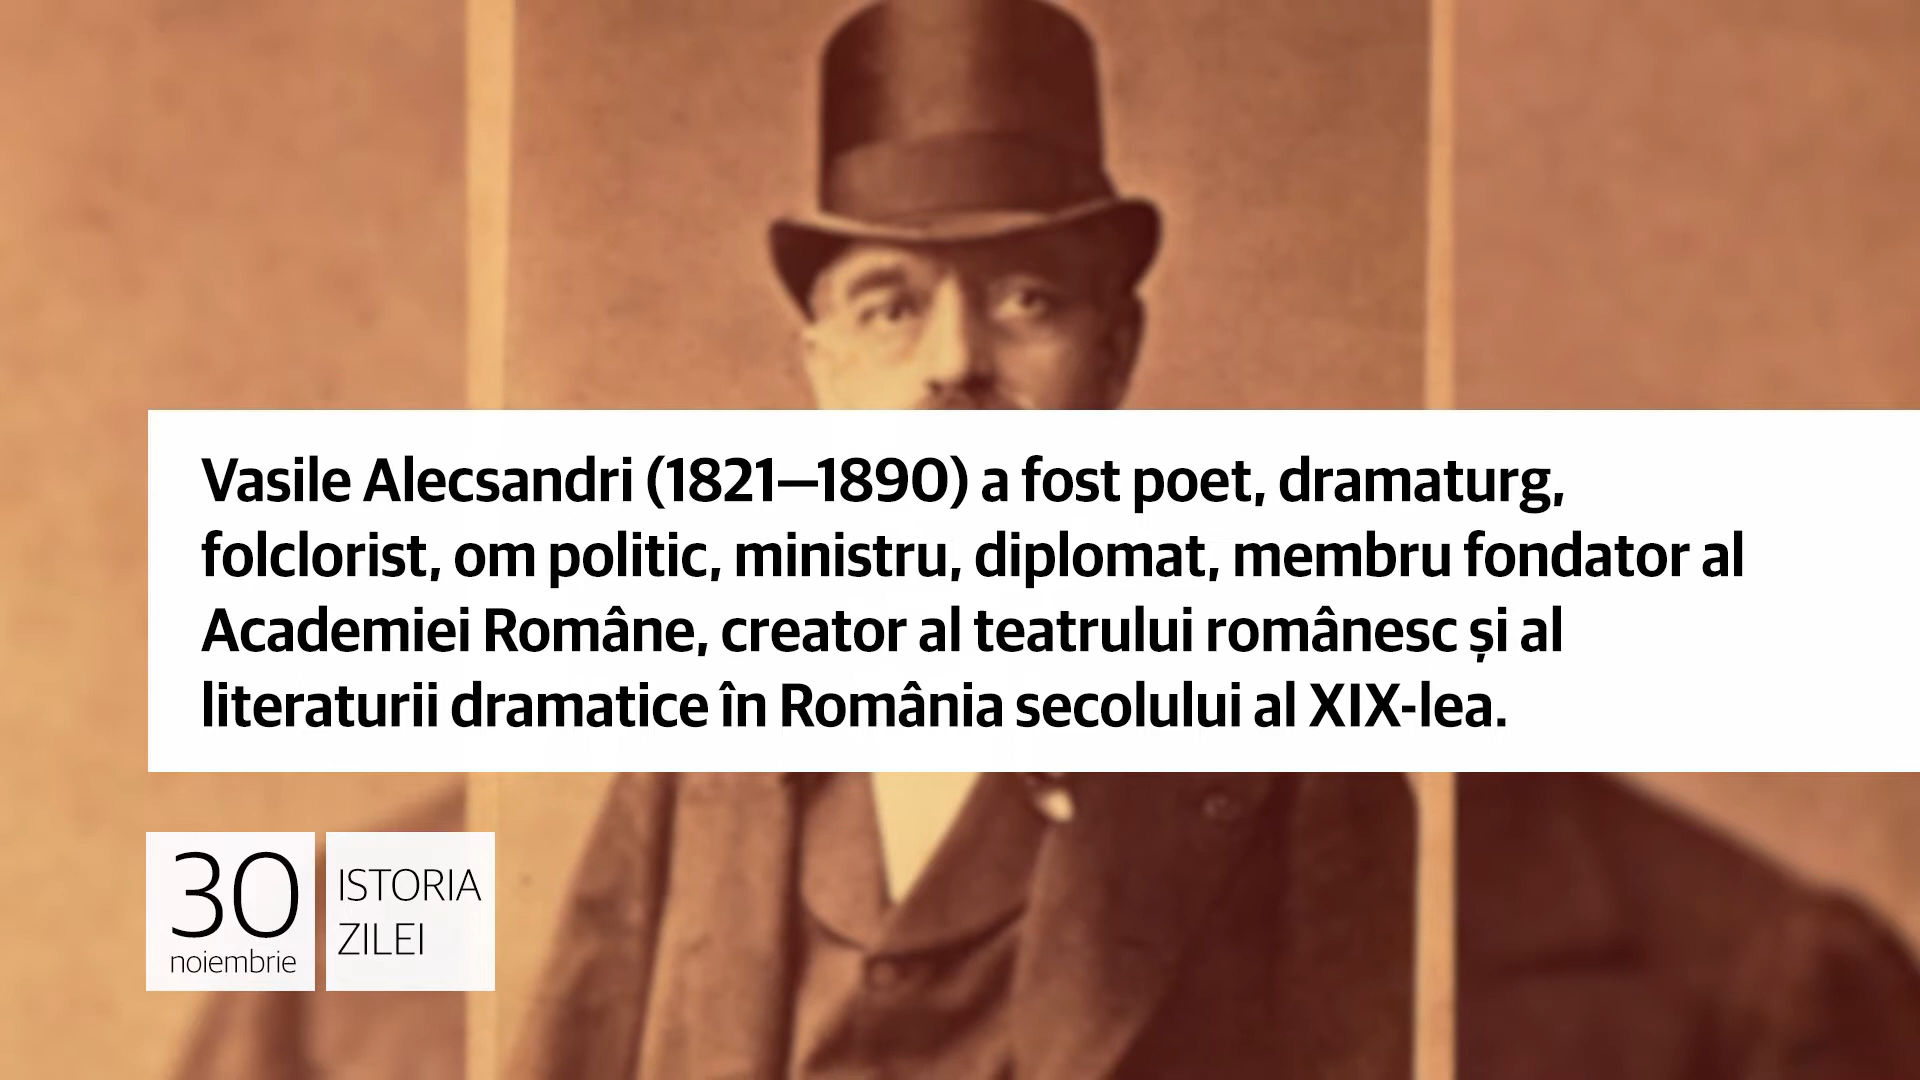 Vasile Alecsandri (1821—1890) a fost poet, dramaturg,
folclorist, om politic, ministru, diplomat, membru fondator al
Academiei Române, creator al teatrului românesc și al
literaturii dramatice în România secolului al XIX-lea.
30
noiembrie
ISTORIA
ZILEI